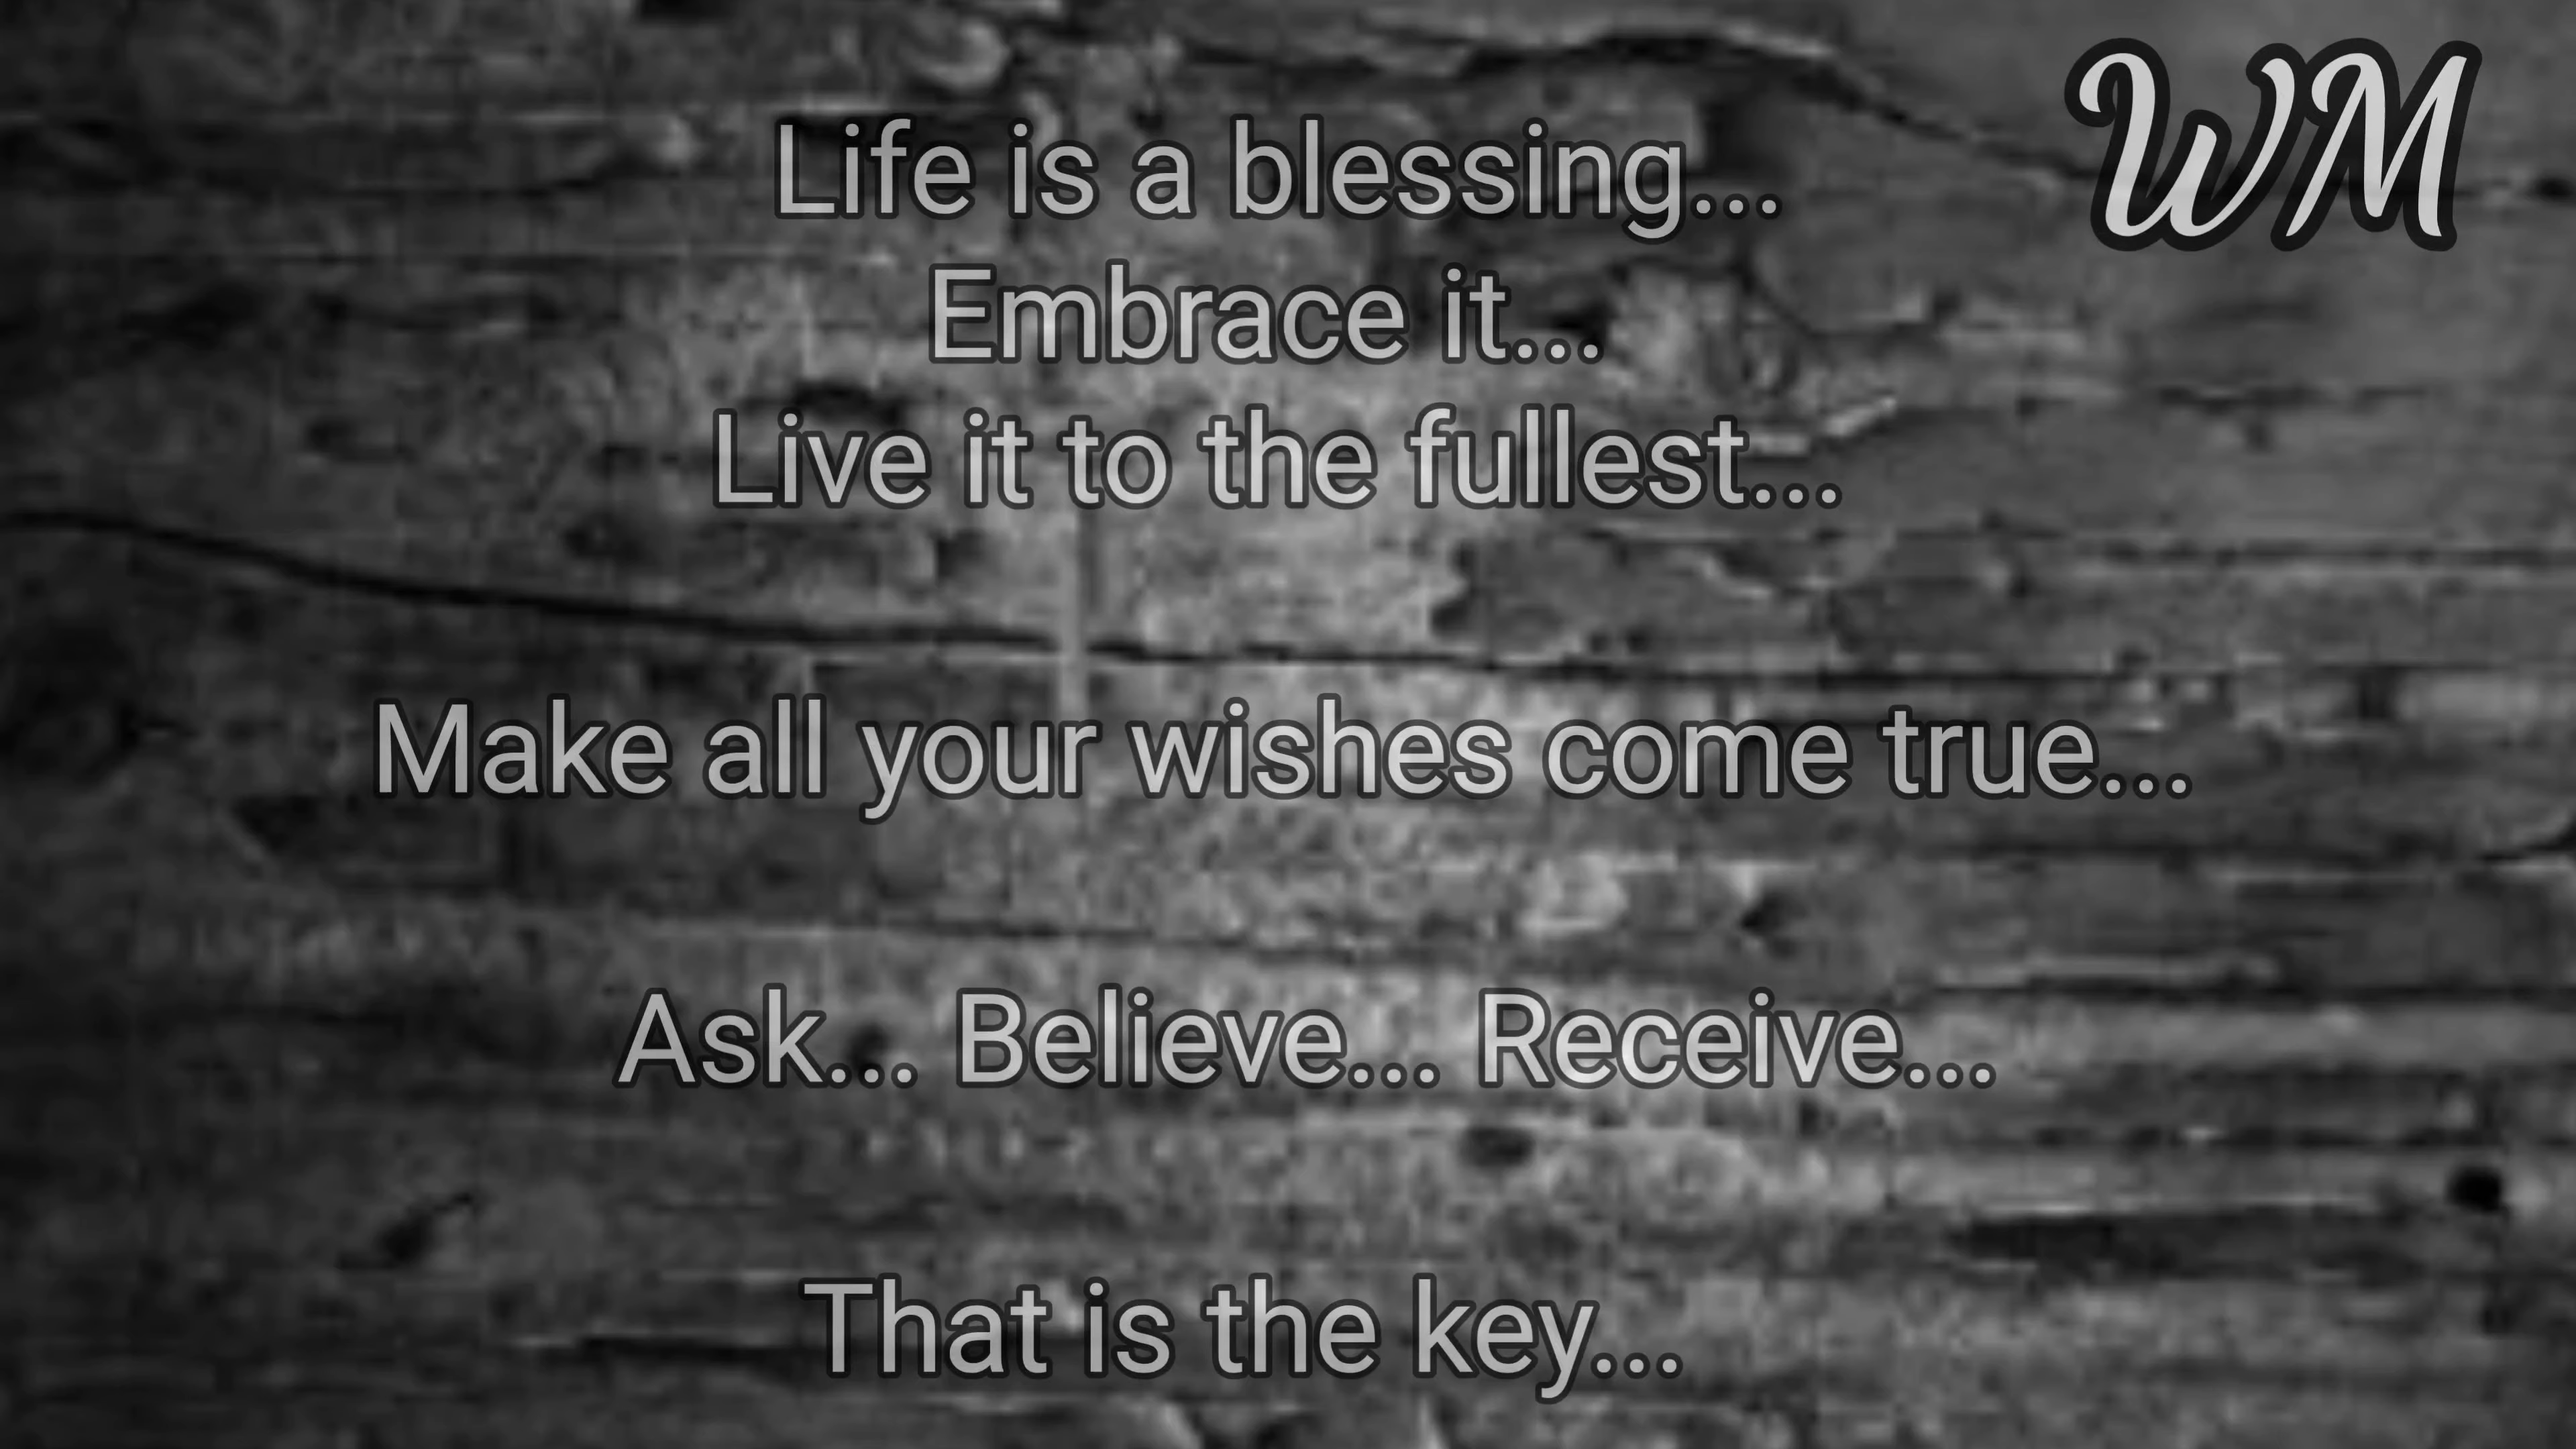 WM
Life is a blessing...
Embrace it...
Live it to the fullest...
Make all your wishes come true...
Ask... Believe... Receive...
That is the key...